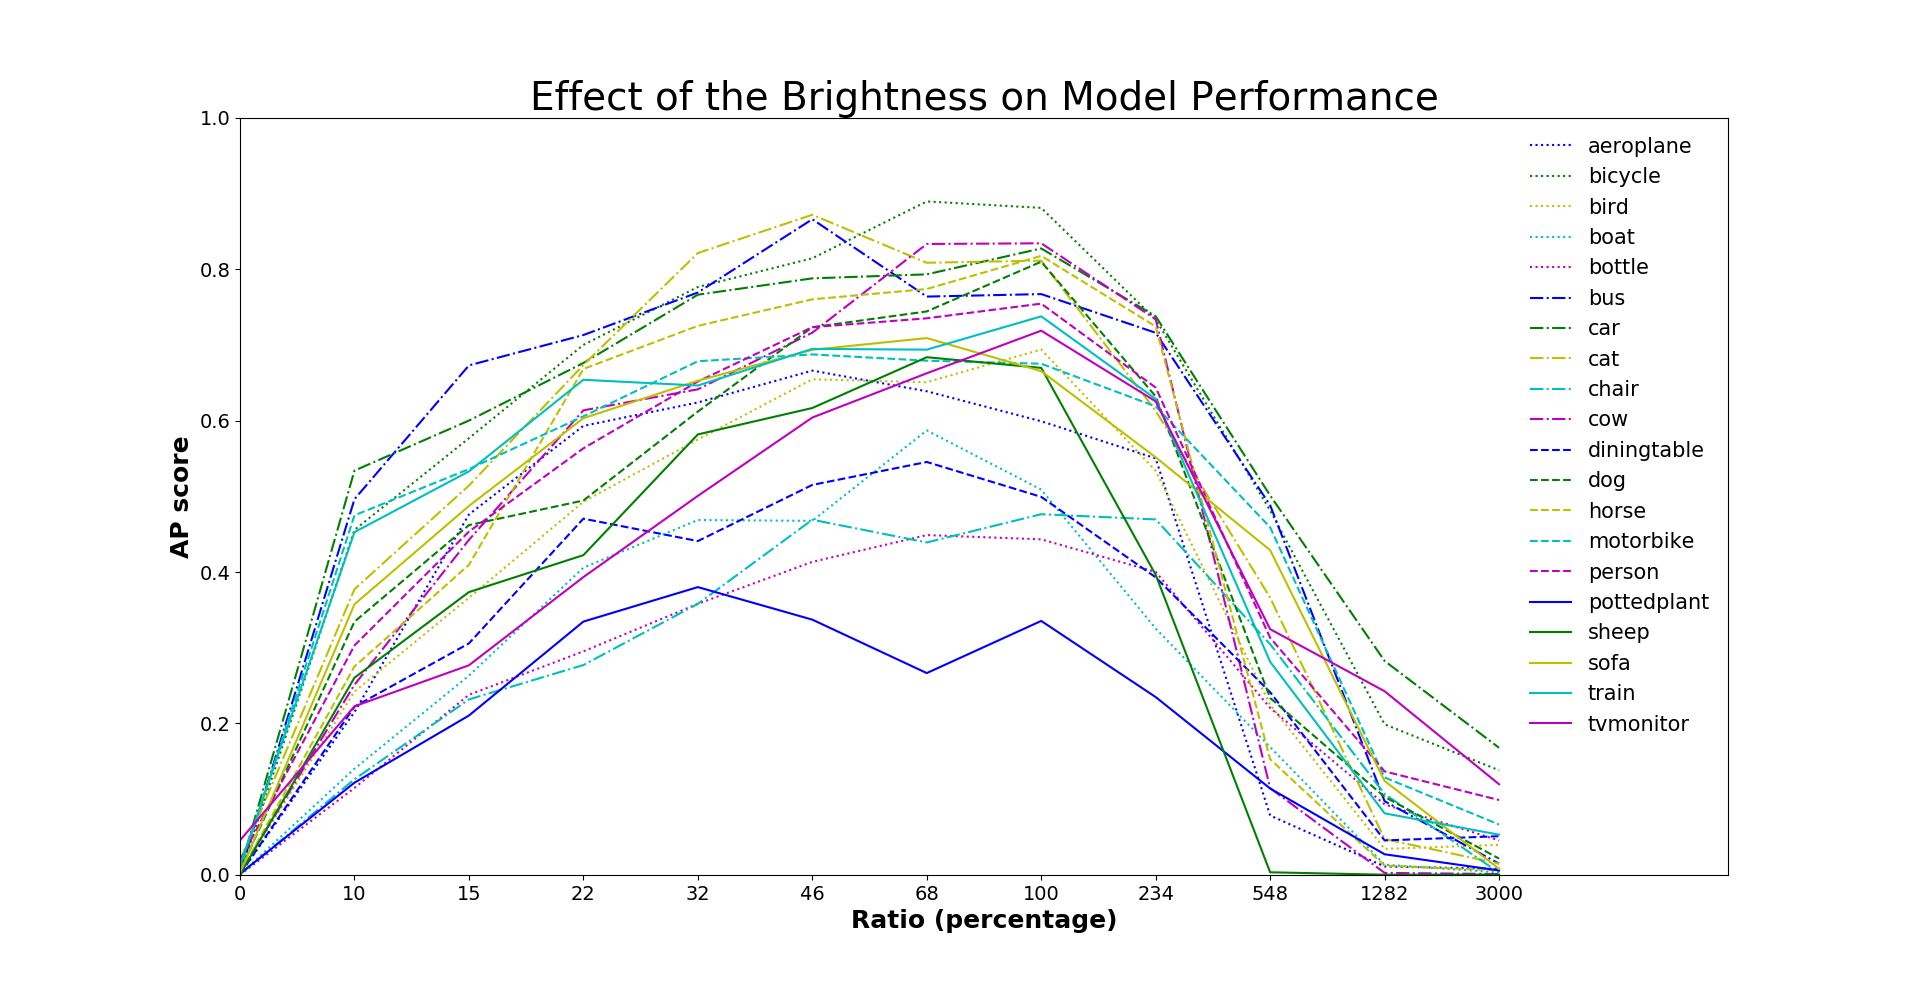 Effect of the Brightness on Model Performance
1.0
0.8
0.6
0.4
0.2
0.0
AP score
0 10 15 22 32 46 68 100 234 548 1282 3000
Ratio (percentage)
aeroplane
bicycle
bird
boat
bottle
bus
car
cat
chair
cow
diningtable
dog
horse
motorbike
person
pottedplant
sheep
sofa
train
tvmonitor